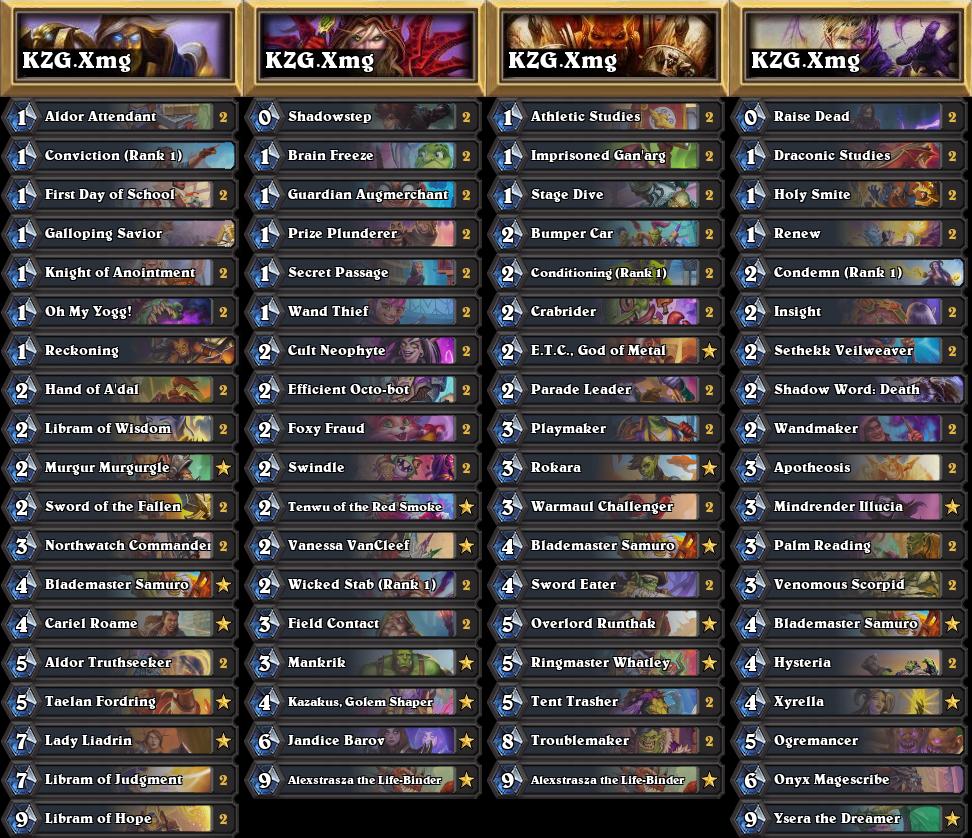 KZG.Xmg
1 Aldor Attendant 2
1 Conviction (Rank 1)
1 First Day of School 2
1 Galloping Savior
1 Knight of Anointment 2
1 Oh My Yogg! 2
1 Reckoning
2 Hand of A'dal 2
2 Libram of Wisdom 2
2 Murgur Murgurgle
2 Sword of the Fallen 2
3 Northwatch Commander 2
4 Blademaster Samuro
4 Cariel Roame
5 Aldor Truthseeker 2
5 Taelan Fordring
7 Lady Liadrin
7 Libram of Judgment 2
9 Libram of Hope 2
KZG.Xmg
0 Shadowstep 2
1 Brain Freeze 2
1 Guardian Augmerchant 2
1 Prize Plunderer 2
1 Secret Passage 2
1 Wand Thief 2
2 Cult Neophyte 2
2 Efficient Octo-bot 2
2 Foxy Fraud 2
2 Swindle 2
2 Tenwu of the Red Smoke
2 Vanessa VanCleef
2 Wicked Stab (Rank 1) 2
3 Field Contact 2
3 Mankrik
4 Kazakus, Golem Shaper
6 Jandice Barov
9 Alexstrasza the Life-Binder
KZG.Xmg
1 Athletic Studies 2
1 Imprisoned Gan'arg 2
1 Stage Dive 2
2 Bumper Car 2
2 Conditioning (Rank 1) 2
2 Crabrider 2
2 E.T.C., God of Metal
2 Parade Leader 2
3 Playmaker 2
3 Rokara
3 Warmaul Challenger 2
4 Blademaster Samuro
4 Sword Eater 2
5 Overlord Runthak
5 Ringmaster Whatley
5 Tent Trasher 2
8 Troublemaker 2
9 Alexstrasza the Life-Binder
KZG.Xmg
0 Raise Dead 2
1 Draconic Studies 2
1 Holy Smite 2
1 Renew 2
2 Condemn (Rank 1)
2 Insight 2
2 Sethekk Veilweaver 2
2 Shadow Word: Death
2 Wandmaker 2
3 Apotheosis 2
3 Mindrender Illucia
3 Palm Reading 2
3 Venomous Scorpid 2
4 Blademaster Samuro
4 Hysteria 2
4 Xyrella
5 Ogremancer
6 Onyx Magescribe
9 Ysera the Dreamer